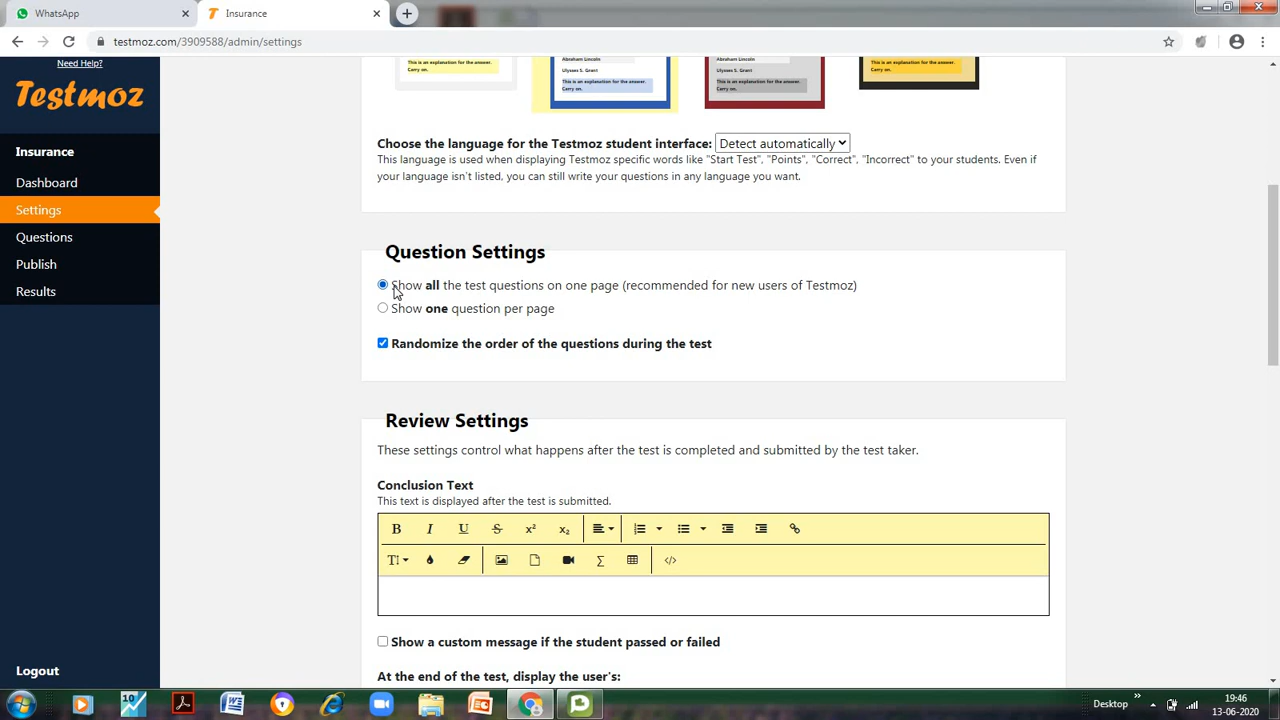 WhatsApp
Insurance
testmoz.com/3909588/admin/settings
Need Help?
Testmoz
Insurance
Dashboard
Settings
Questions
Publish
Results
Logout
This is an explanation for the answer.
Carry on.
Abraham Lincoln
Ulysses S. Grant
This is an explanation for the answer.
Carry on.
Abraham Lincoln
Ulysses S. Grant
This is an explanation for the answer.
Carry on.
This is an explanation for the answer.
Carry on.
Choose the language for the Testmoz student interface: Detect automatically
This language is used when displaying Testmoz specific words like "Start Test", "Points", "Correct", "Incorrect" to your students. Even if
your language isn't listed, you can still write your questions in any language you want.
Question Settings
Show all the test questions on one page (recommended for new users of Testmoz)
Show one question per page
Randomize the order of the questions during the test
Review Settings
These settings control what happens after the test is completed and submitted by the test taker.
Conclusion Text
This text is displayed after the test is submitted.
B I U S x² x₂
T
Show a custom message if the student passed or failed
At the end of the test, display the user's:
Desktop
19:46
13-06-2020